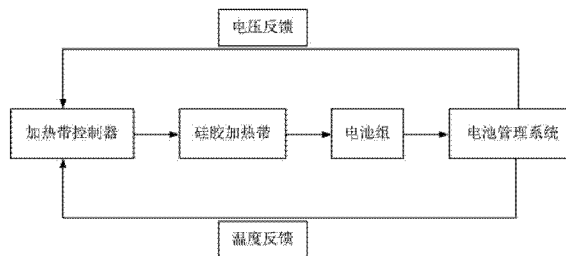 电压反馈
加热带控制器
硅胶加热带
电池组
电池管理系统
温度反馈